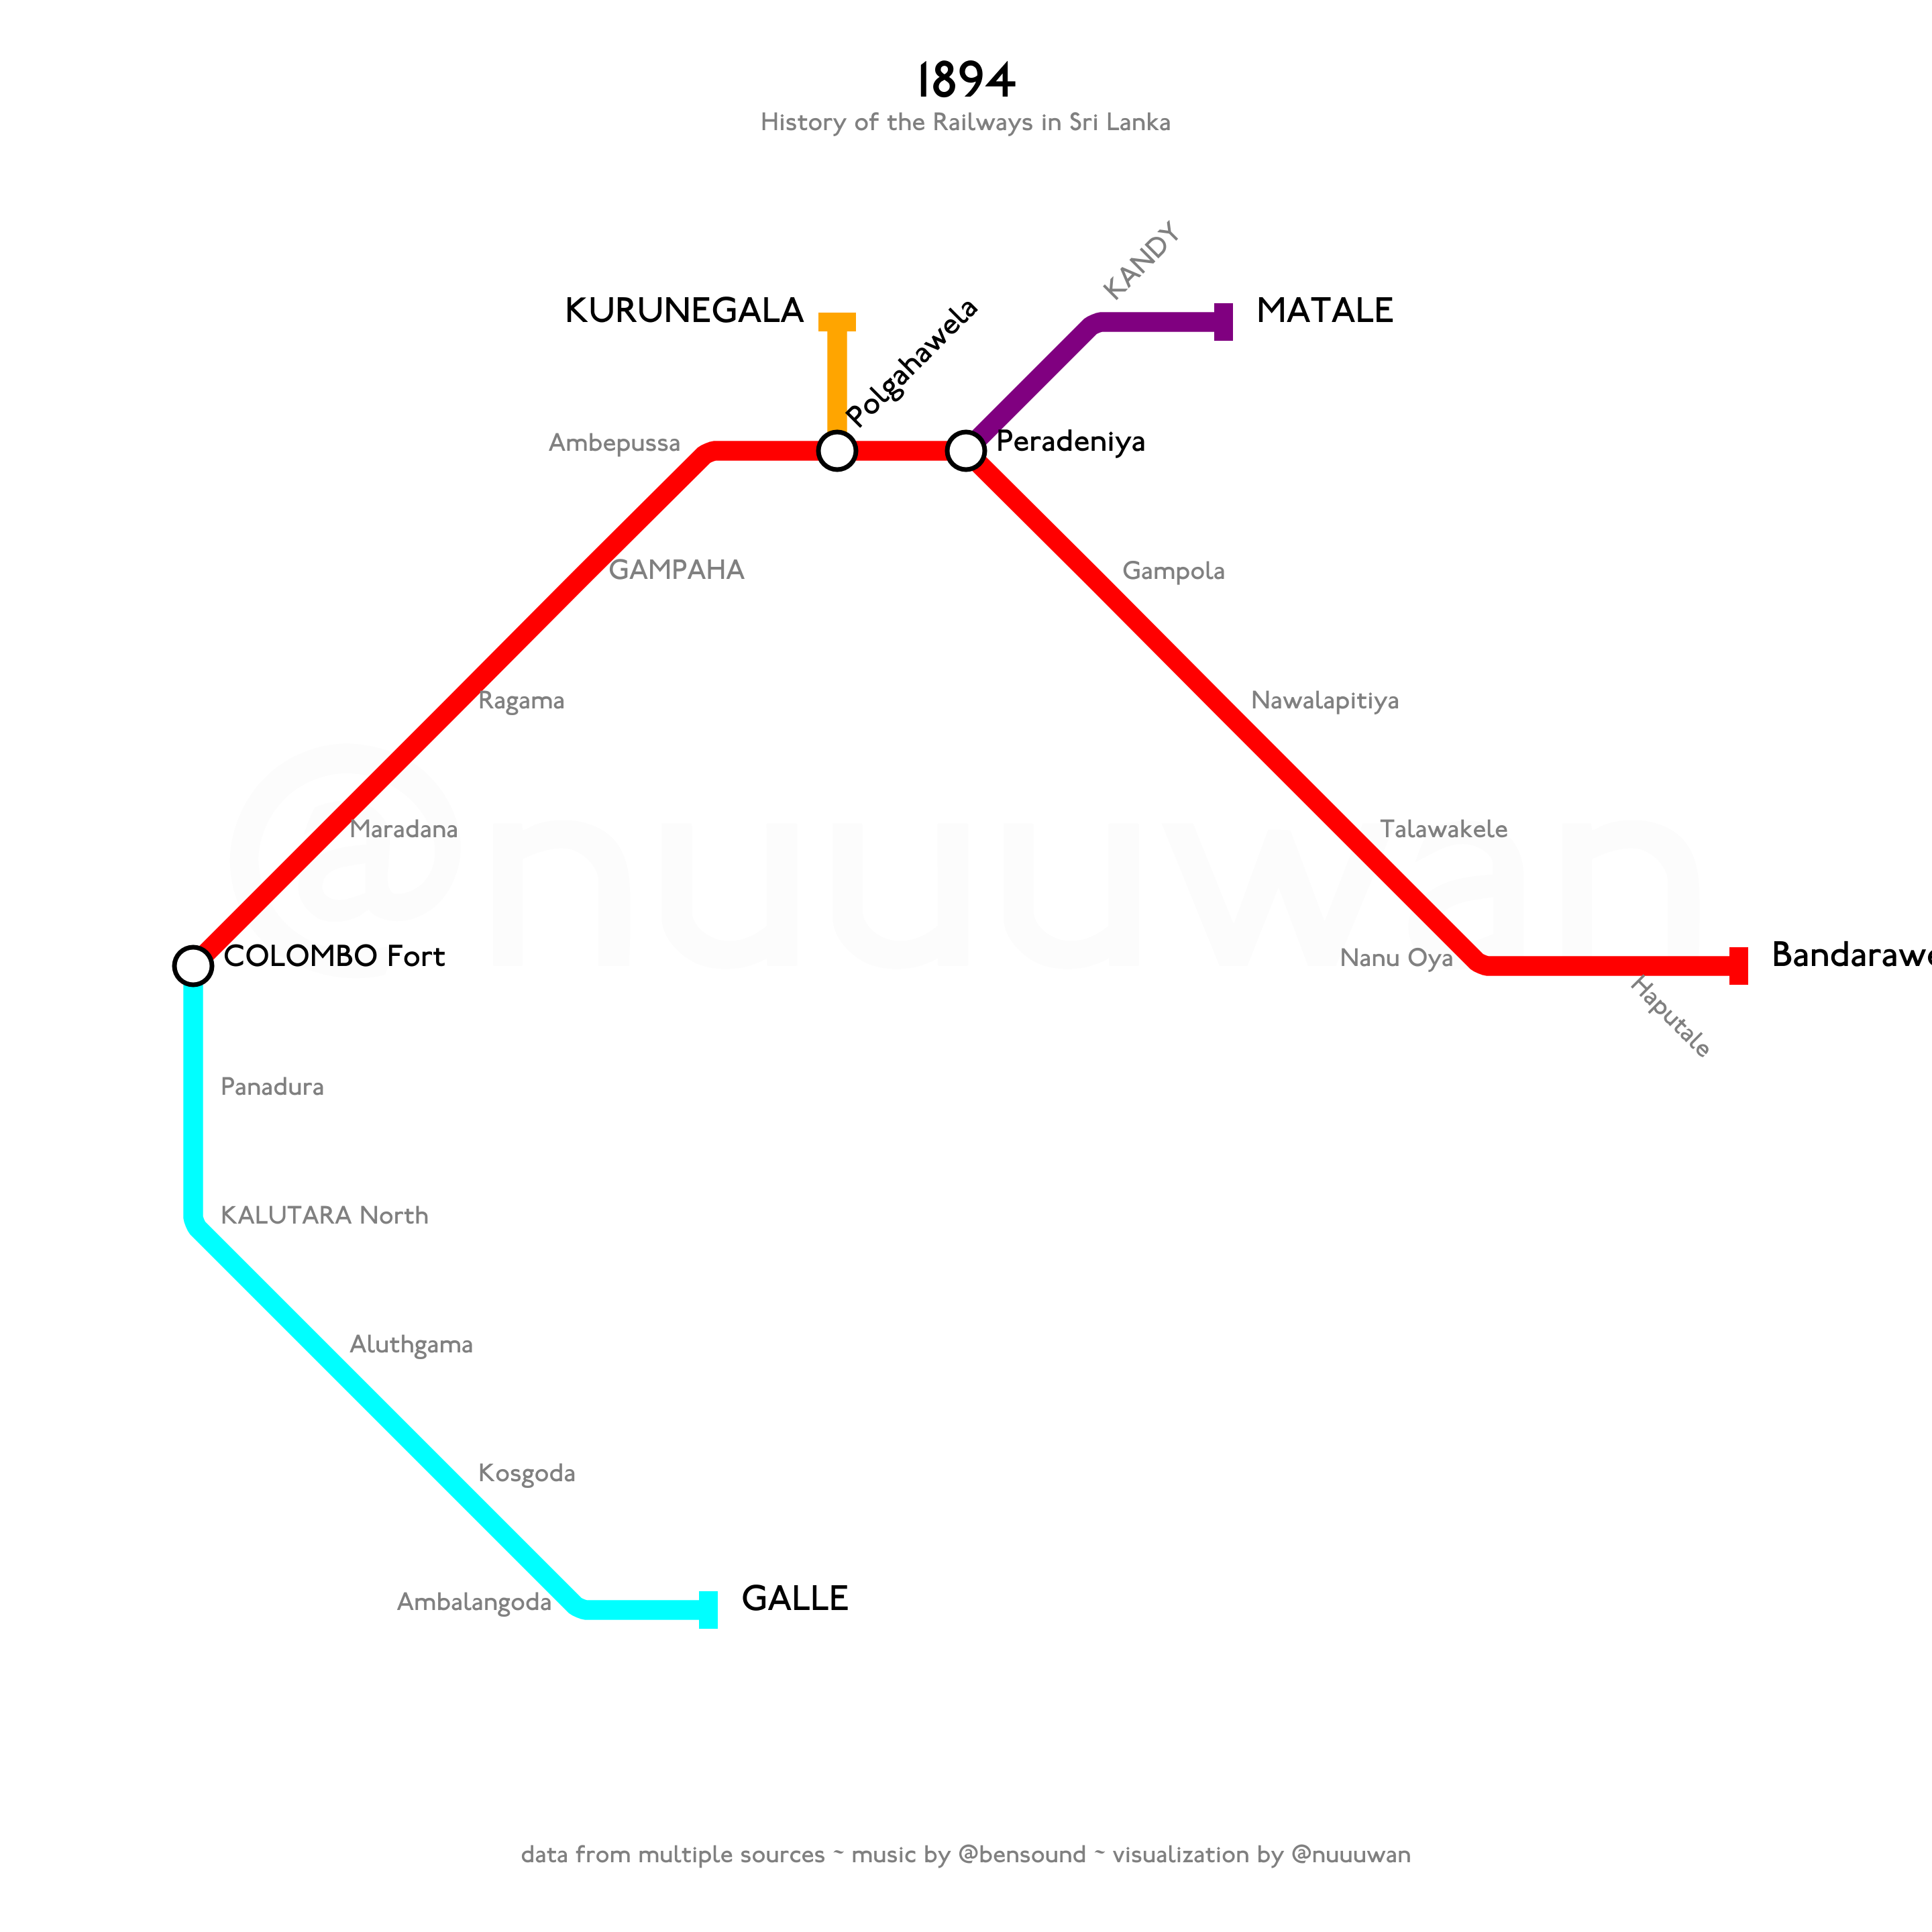 1894
History of the Railways in Sri Lanka
KANDY
KURUNEGALA
Polgahawela
MATALE
Ambepussa
Peradeniya
GAMPAHA
Gampola
Ragama
Nawalapitiya
Maradana
Talawakele
@nuuuwan
COLOMBO Fort
Nanu Oya
Haputale
Panadura
KALUTARA North
Aluthgama
Kosgoda
Ambalangoda
GALLE
data from multiple sources ~ music by @bensound ~ visualization by @nuuuwan